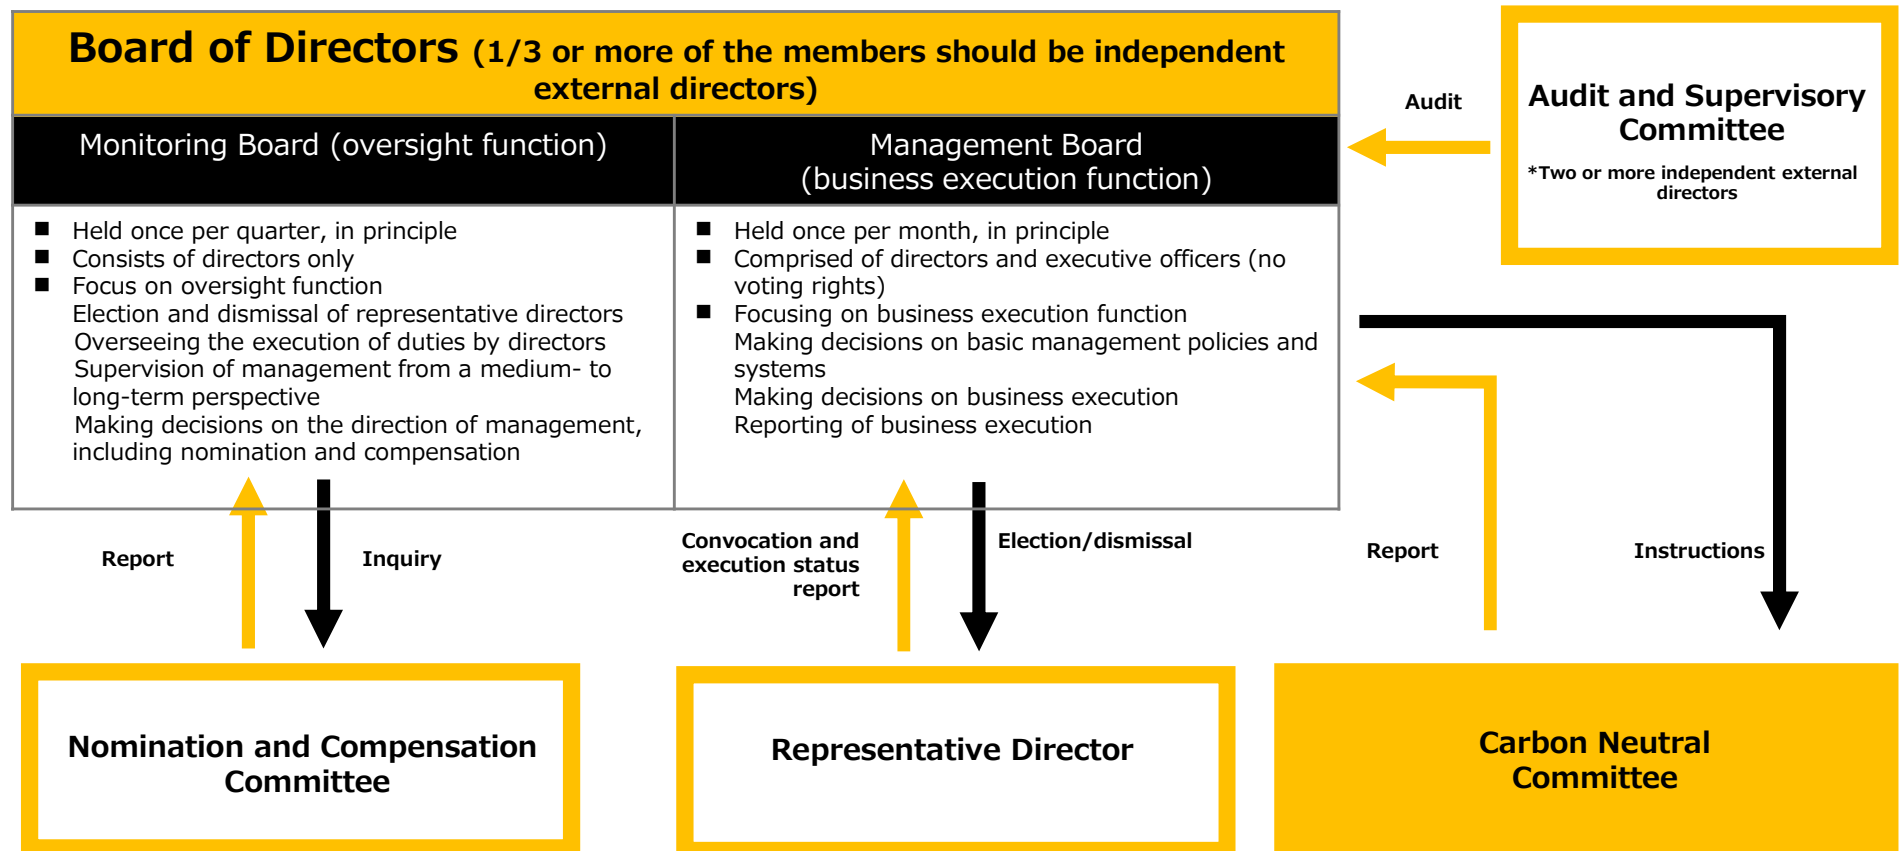 Board of Directors (1/3 or more of the members should be independent
external directors)
Monitoring Board (oversight function)
Management Board
(business execution function)
■ Held once per quarter, in principle
■ Consists of directors only
■ Focus on oversight function
Election and dismissal of representative directors
Overseeing the execution of duties by directors
Supervision of management from a medium- to
long-term perspective
Making decisions on the direction of management,
including nomination and compensation
■ Held once per month, in principle
■ Comprised of directors and executive officers (no
voting rights)
■ Focusing on business execution function
Making decisions on basic management policies and
systems
Making decisions on business execution
Reporting of business execution
Audit
Audit and Supervisory
Committee
*Two or more independent external
directors
Report
Inquiry
Convocation and
execution status
report
Election/dismissal
Report
Instructions
Nomination and Compensation
Committee
Representative Director
Carbon Neutral
Committee